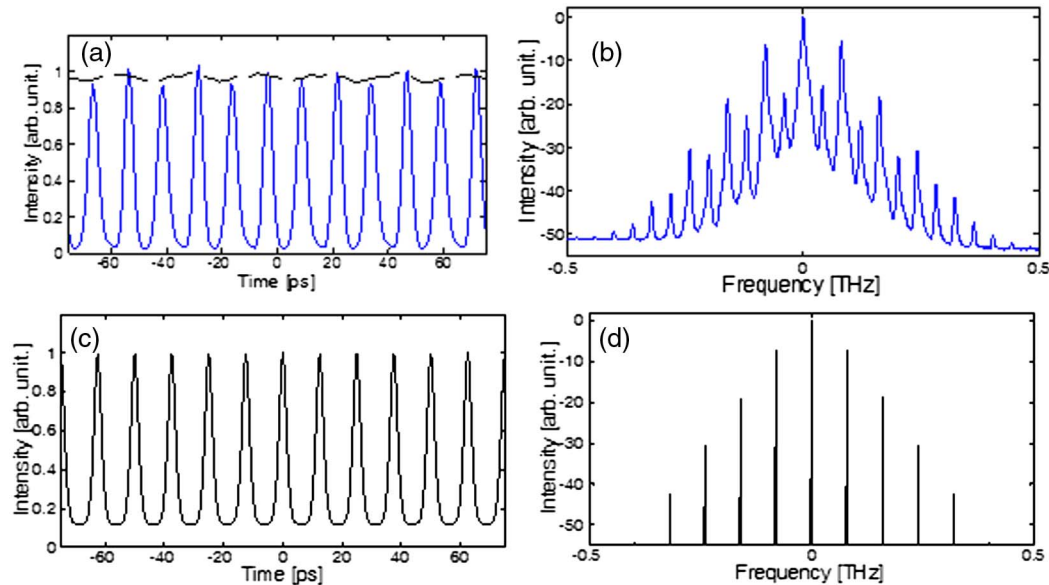 (a)
Intensity [arb. unit.]
1
0.8
0.6
0.4
0.2
0
-60 -40 -20 0 20 40 60
Time [ps]
(b)
Intensity [arb. unit.]
0
-10
-20
-30
-40
-50
-0.5 0 0.5
Frequency [THz]
(c)
Intensity [arb. unit.]
1
0.8
0.6
0.4
0.2
0
-60 -40 -20 0 20 40 60
Time [ps]
(d)
Intensity [arb. unit.]
0
-10
-20
-30
-40
-50
-0.5 0 0.5
Frequency [THz]